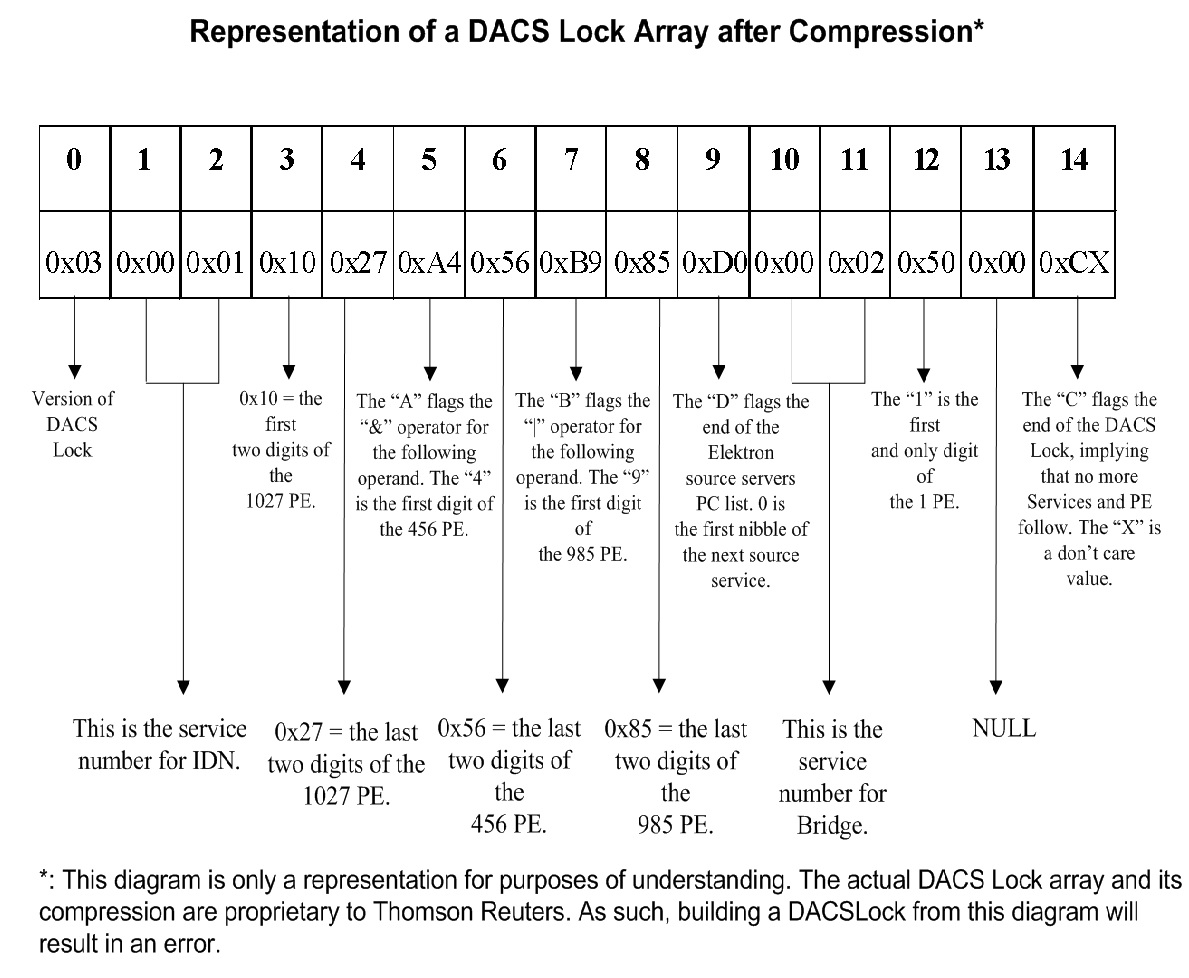 Representation of a DACS Lock Array after Compression*
0 1 2 3 4 5 6 7 8 9 10 11 12 13 14
0x03 0x00 0x01 0x10 0x27 0xA4 0x56 0xB9 0x85 0xD0 0x00 0x02 0x50 0x00 0xCX
Version of
DACS
Lock
0x10 = the
first
two digits of
the
1027 PE.
The “A” flags the
“&” operator for
the following
operand. The “4”
is the first digit of
the 456 PE.
The “B” flags the
“|” operator for
the following
operand. The “9”
is the first digit
of
the 985 PE.
The “D” flags the
end of the
Elektron
source servers
PC list. 0 is
the first nibble of
the next source
service.
The “1” is the
first
and only digit
of
the 1 PE.
The “C” flags the
end of the DACS
Lock, implying
that no more
Services and PE
follow. The “X” is
a don’t care
value.
This is the service
number for IDN.
0x27 = the last
two digits of the
1027 PE.
0x56 = the last
two digits of
the
456 PE.
0x85 = the last
two digits of
the
985 PE.
This is the
service
number for
Bridge.
NULL
*: This diagram is only a representation for purposes of understanding. The actual DACS Lock array and its
compression are proprietary to Thomson Reuters. As such, building a DACSLock from this diagram will
result in an error.